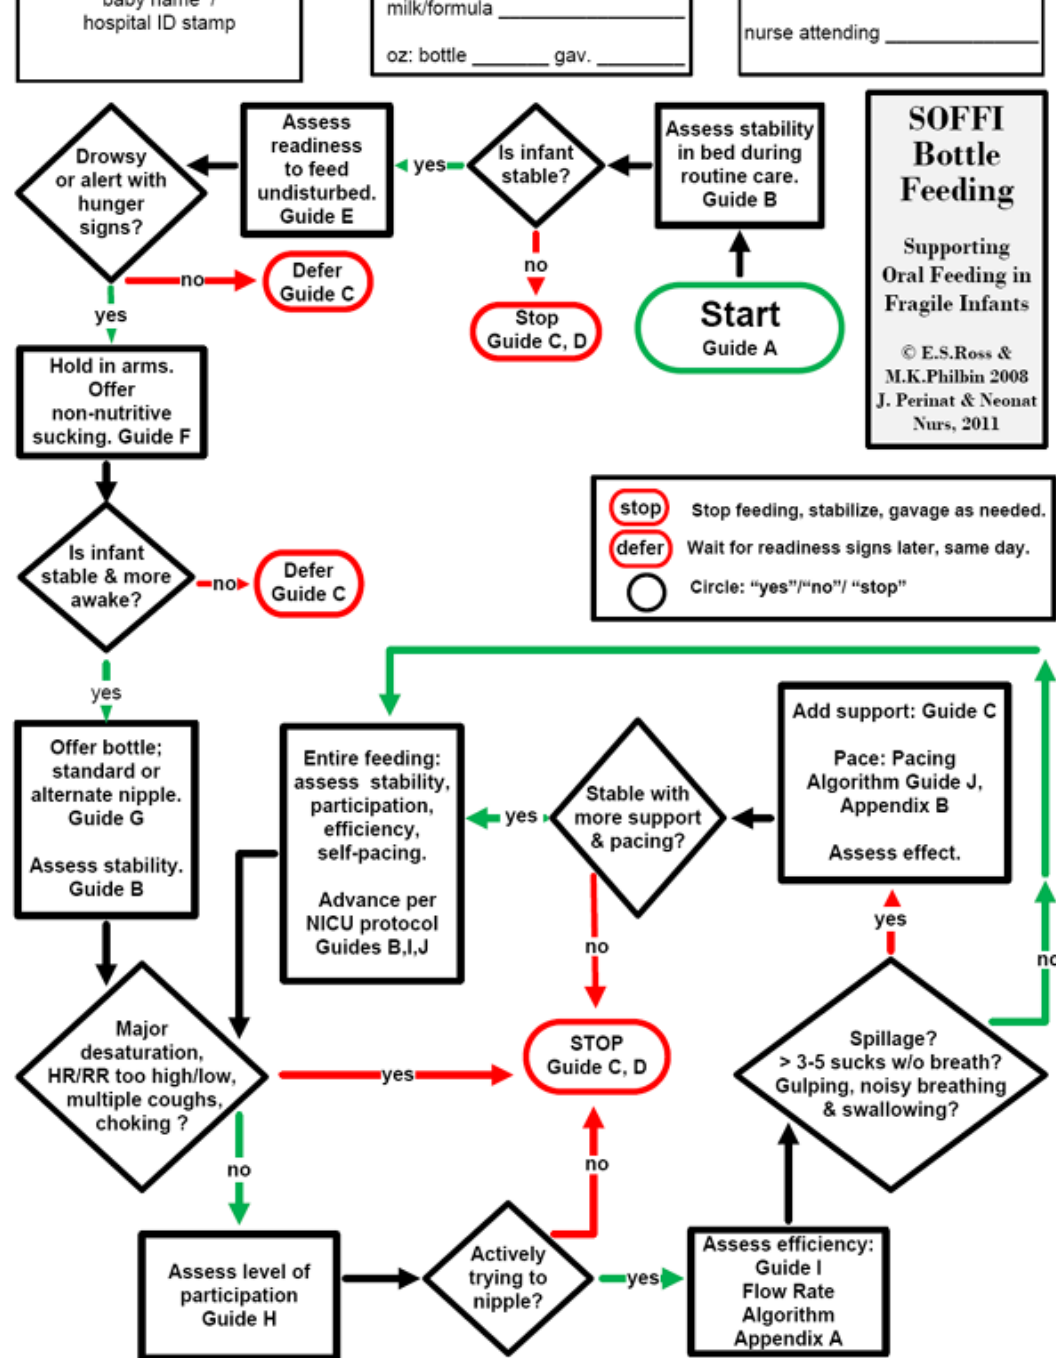 baby name /
hospital ID stamp
milk/formula
oz: bottle gav.
nurse attending
SOFFI
Bottle
Feeding
Supporting
Oral Feeding in
Fragile Infants
© E.S.Ross &
M.K.Philbin 2008
J. Perinat & Neonat
Nurs, 2011
Start
Guide A
Assess stability
in bed during
routine care.
Guide B
Is infant
stable?
yes
no
Stop
Guide C, D
Assess
readiness
to feed
undisturbed.
Guide E
Drowsy
or alert with
hunger
signs?
no
Defer
Guide C
yes
Hold in arms.
Offer
non-nutritive
sucking. Guide F
Is infant
stable & more
awake?
no
Defer
Guide C
yes
stop Stop feeding, stabilize, gavage as needed.
defer Wait for readiness signs later, same day.
Circle: “yes”/“no”/ “stop”
Offer bottle;
standard or
alternate nipple.
Guide G
Assess stability.
Guide B
Entire feeding:
assess stability,
participation,
efficiency,
self-pacing.
Advance per
NICU protocol
Guides B,I,J
yes
Stable with
more support
& pacing?
no
Add support: Guide C
Pace: Pacing
Algorithm Guide J,
Appendix B
Assess effect.
yes
no
Major
desaturation,
HR/RR too high/low,
multiple coughs,
choking ?
yes
STOP
Guide C, D
Spillage?
> 3-5 sucks w/o breath?
Gulping, noisy breathing
& swallowing?
no
no
Assess level of
participation
Guide H
Actively
trying to
nipple?
yes
Assess efficiency:
Guide I
Flow Rate
Algorithm
Appendix A